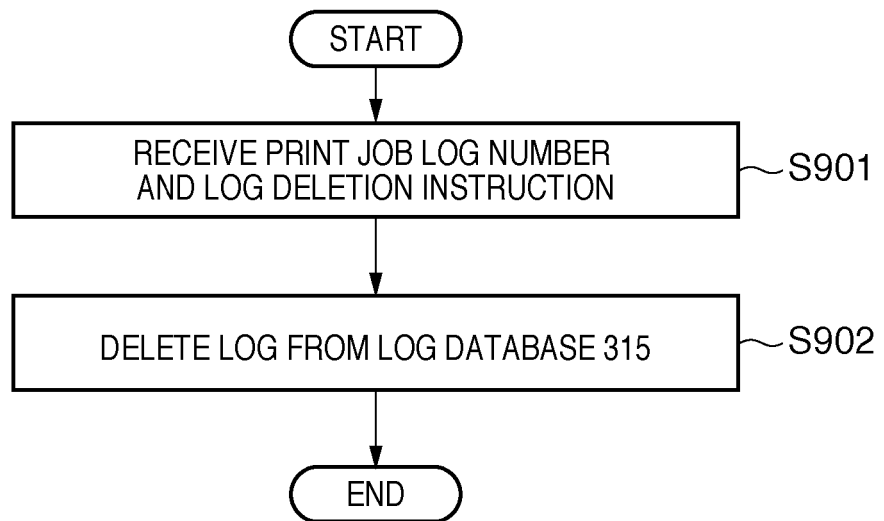 START
RECEIVE PRINT JOB LOG NUMBER
AND LOG DELETION INSTRUCTION
S901
DELETE LOG FROM LOG DATABASE 315
S902
END